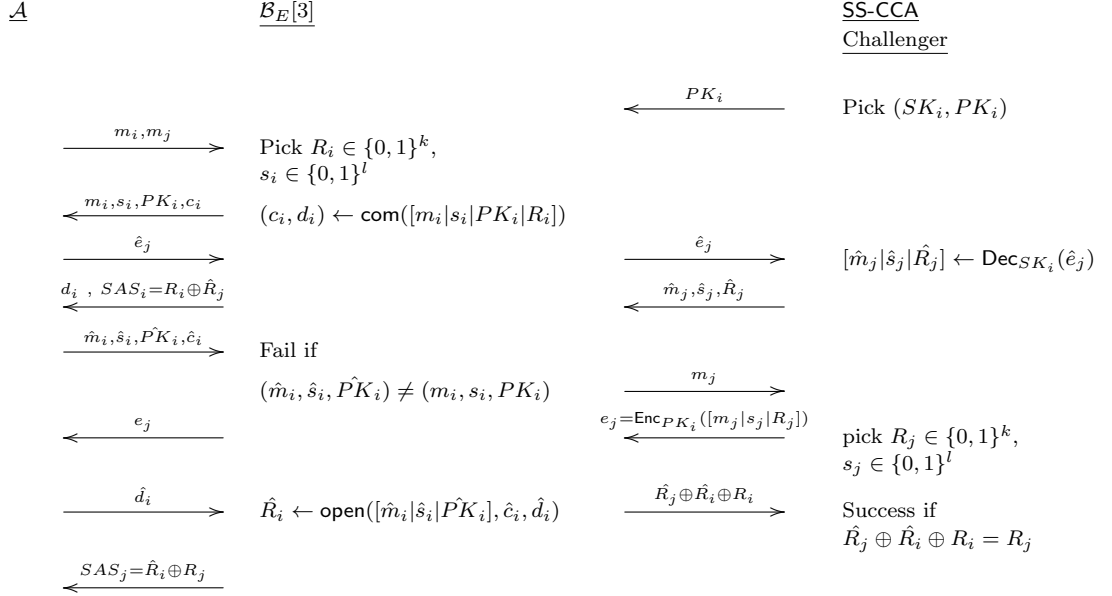 𝒜 ℬ_E[3] SS-CCA
Challenger
PK_i Pick (SK_i, PK_i)
m_i,m_j Pick R_i ∈ {0, 1}^k,
s_i ∈ {0, 1}^l
m_i,s_i,PK_i,c_i (c_i, d_i) ← com([m_i|s_i|PK_i|R_i])
ê_j ê_j [m̂_j|ŝ_j|R̂_j] ← Dec_{SK_i}(ê_j)
d_i , SAS_i=R_i⊕R̂_j m̂_j,ŝ_j,R̂_j
m̂_i,ŝ_i,P̂K_i,ĉ_i Fail if
(m̂_i, ŝ_i, P̂K_i) ≠ (m_i, s_i, PK_i) m_j
e_j e_j=Enc_{PK_i}([m_j|s_j|R_j]) pick R_j ∈ {0, 1}^k,
s_j ∈ {0, 1}^l
d̂_i R̂_i ← open([m̂_i|ŝ_i|P̂K_i], ĉ_i, d̂_i) R̂_j⊕R̂_i⊕R_i Success if
R̂_j ⊕ R̂_i ⊕ R_i = R_j
SAS_j=R̂_i⊕R_j